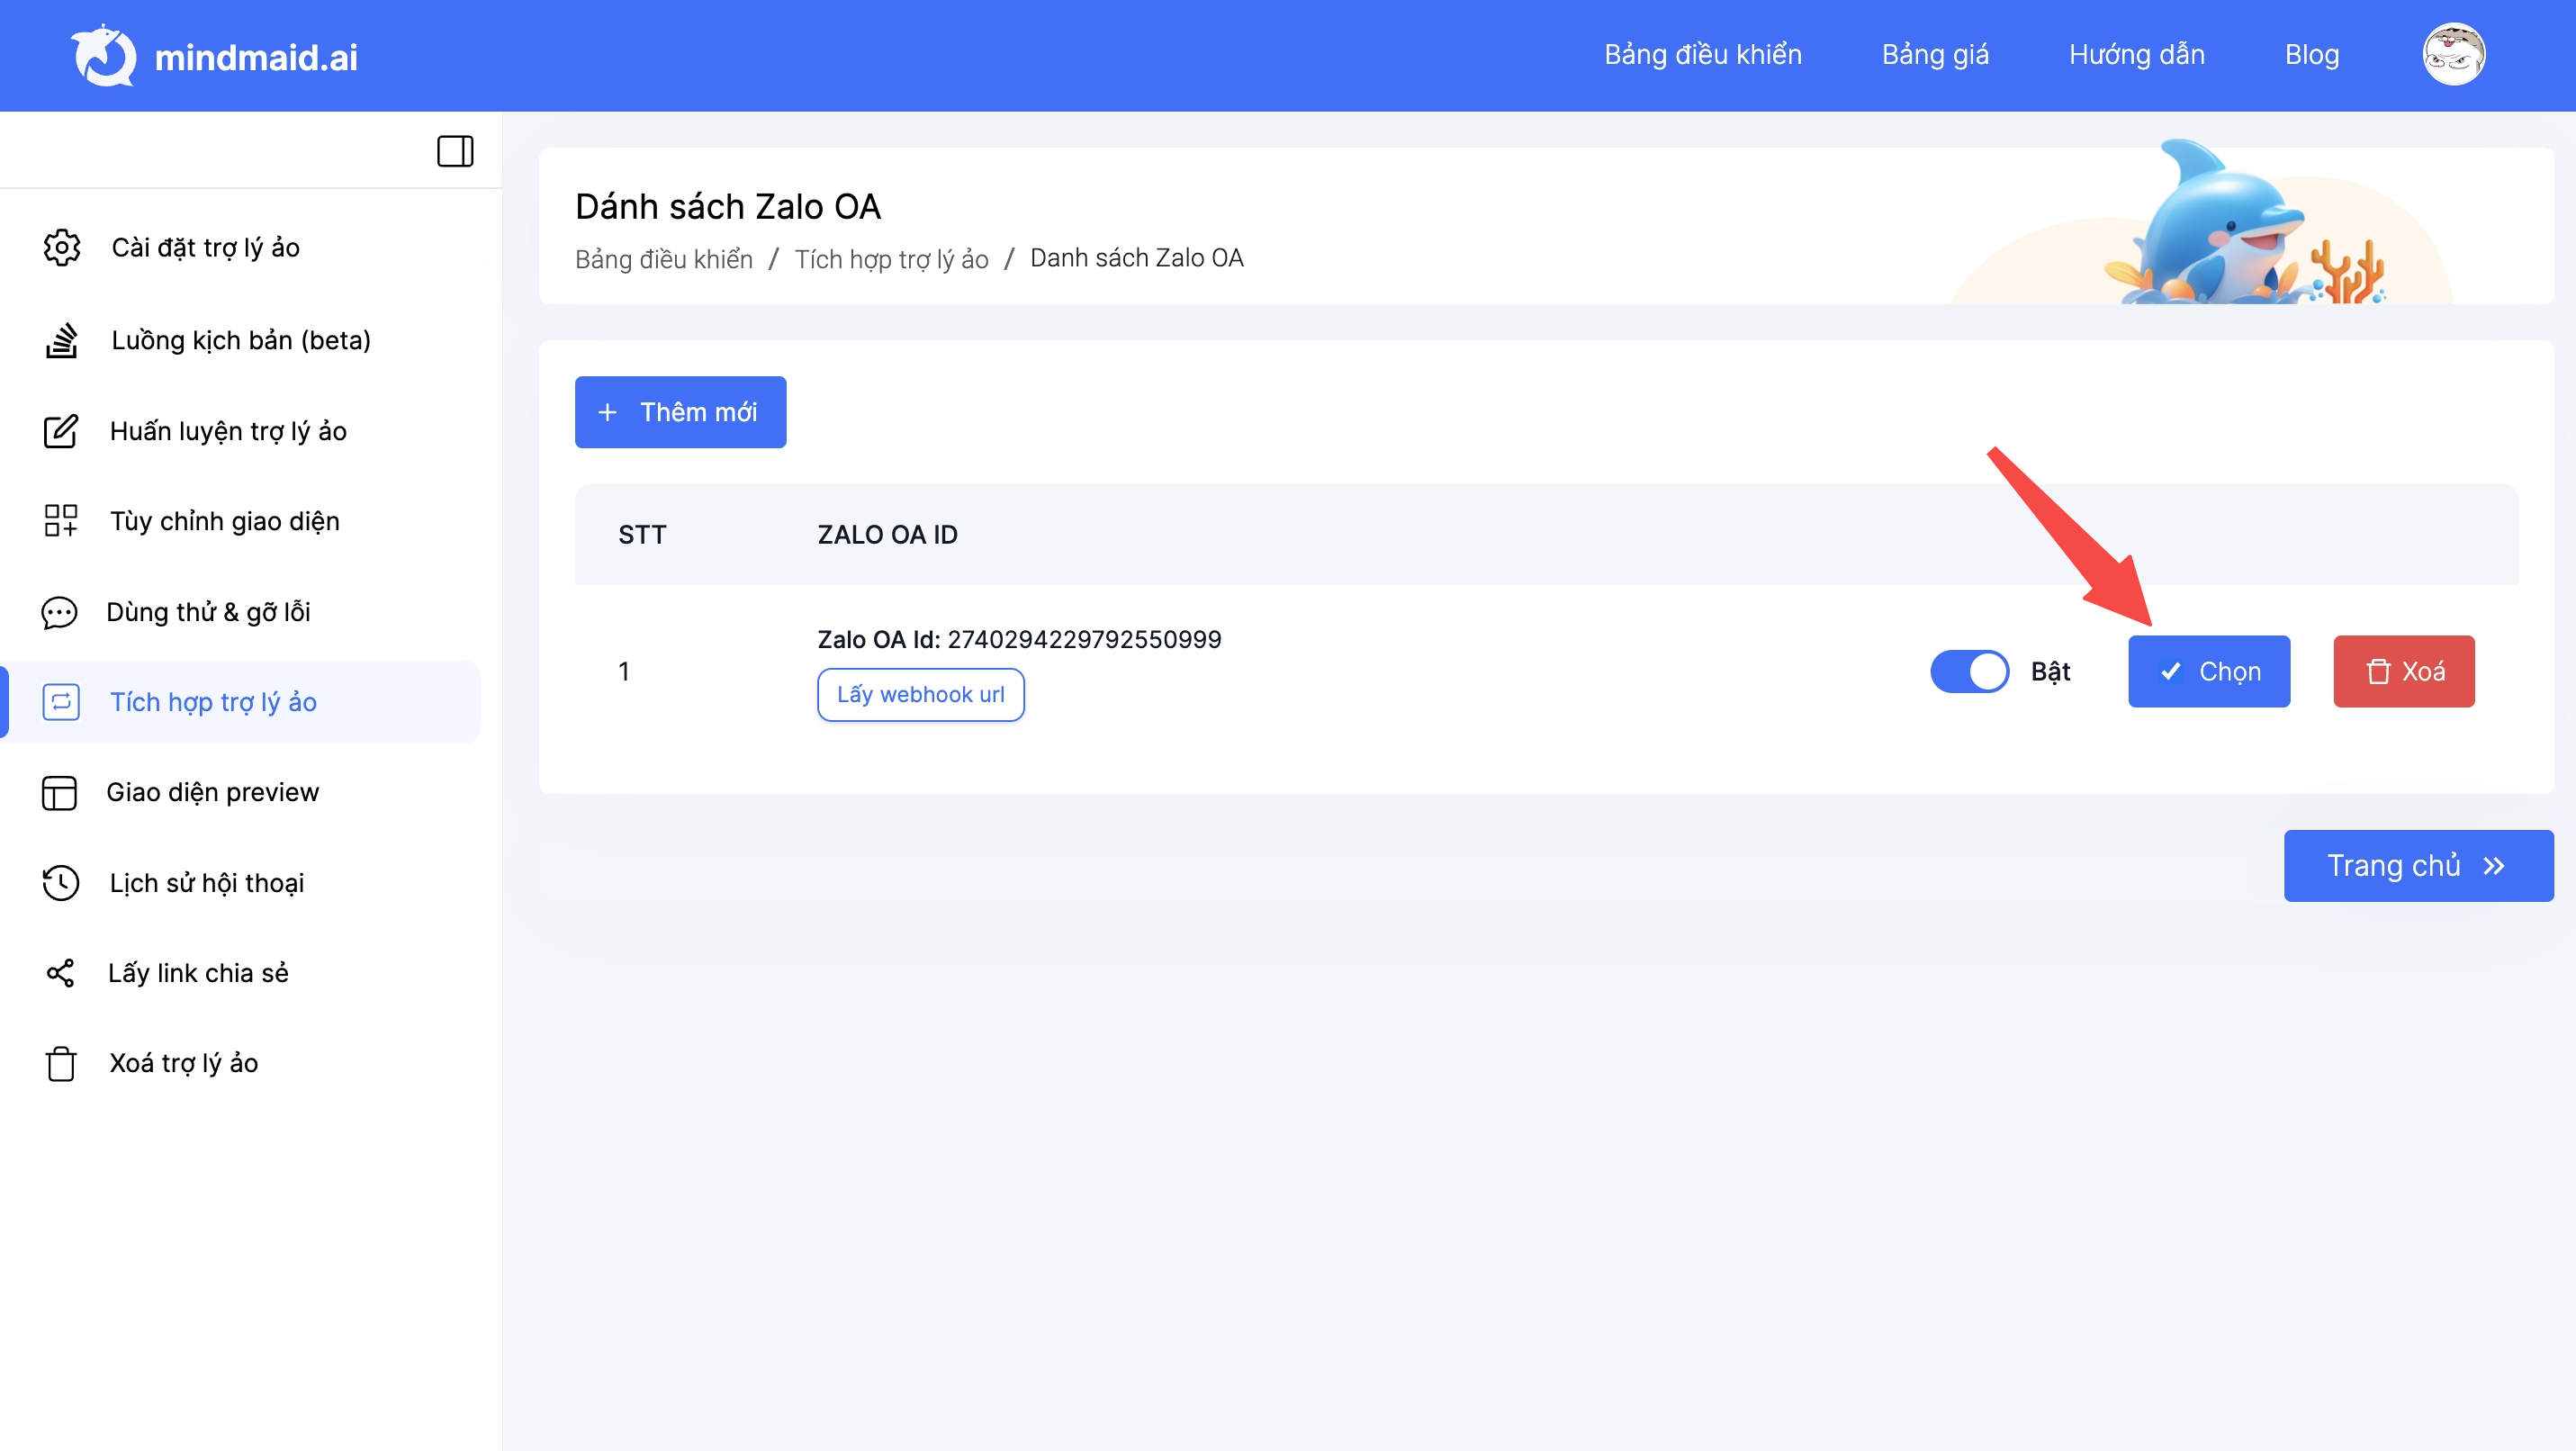 mindmaid.ai
Bảng điều khiển
Bảng giá
Hướng dẫn
Blog
Cài đặt trợ lý ảo
Luồng kịch bản (beta)
Huấn luyện trợ lý ảo
Tùy chỉnh giao diện
Dùng thử & gỡ lỗi
Tích hợp trợ lý ảo
Giao diện preview
Lịch sử hội thoại
Lấy link chia sẻ
Xoá trợ lý ảo
Dánh sách Zalo OA
Bảng điều khiển / Tích hợp trợ lý ảo / Danh sách Zalo OA
+ Thêm mới
STT ZALO OA ID
1
Zalo OA Id: 2740294229792550999
Lấy webhook url
Bật
Chọn
Xoá
Trang chủ »